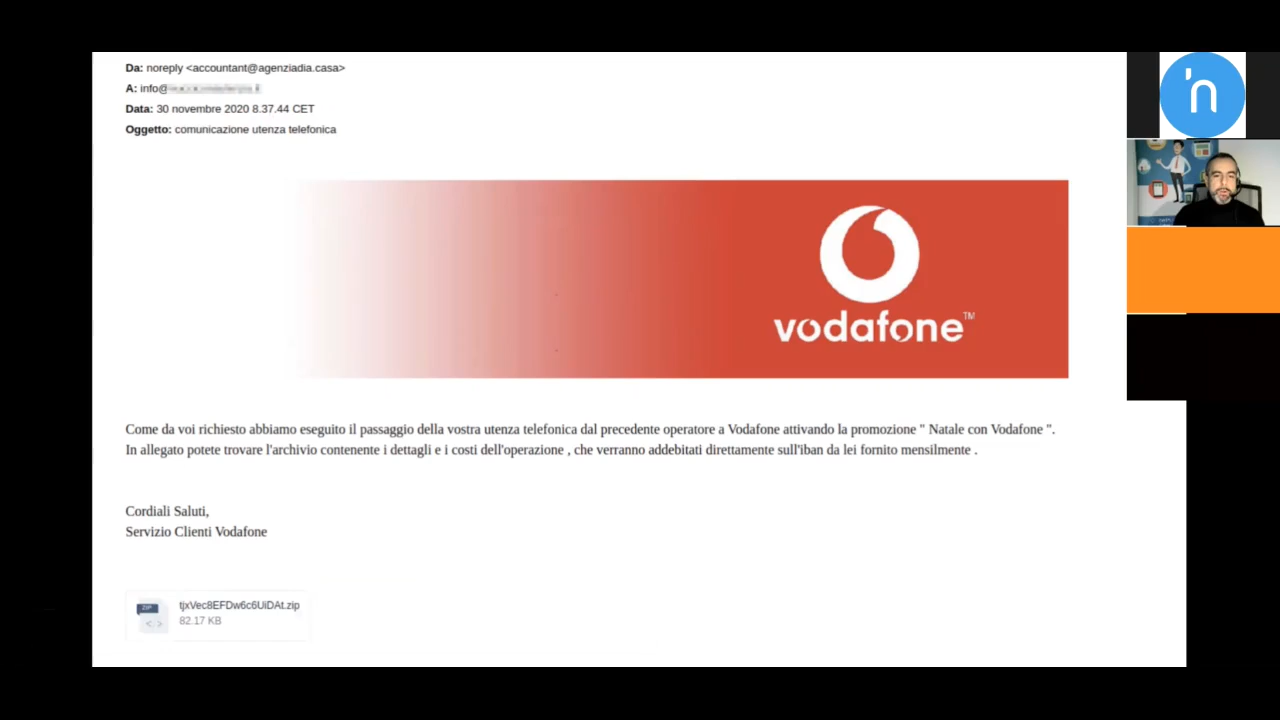 Da: noreply <accountant@agenziadia.casa>
A: info@
Data: 30 novembre 2020 8.37.44 CET
Oggetto: comunicazione utenza telefonica
vodafone™
Come da voi richiesto abbiamo eseguito il passaggio della vostra utenza telefonica dal precedente operatore a Vodafone attivando la promozione " Natale con Vodafone ".
In allegato potete trovare l'archivio contenente i dettagli e i costi dell'operazione , che verranno addebitati direttamente sull'iban da lei fornito mensilmente .
Cordiali Saluti,
Servizio Clienti Vodafone
ZIP
tjxVec8EFDw6c6UiDAt.zip
82.17 KB